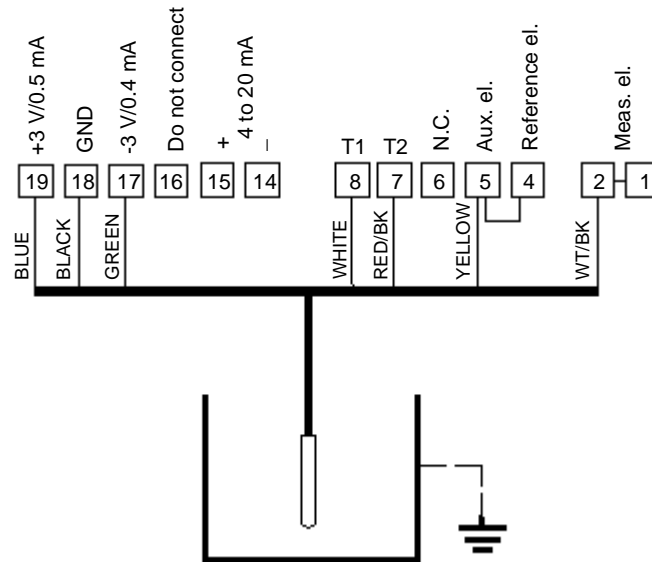 +3 V/0.5 mA
GND
-3 V/0.4 mA
Do not connect
+
4 to 20 mA
–
T1
T2
N.C.
Aux. el.
Reference el.
Meas. el.
19
18
17
16
15
14
8
7
6
5
4
2
1
BLUE
BLACK
GREEN
WHITE
RED/BK
YELLOW
WT/BK